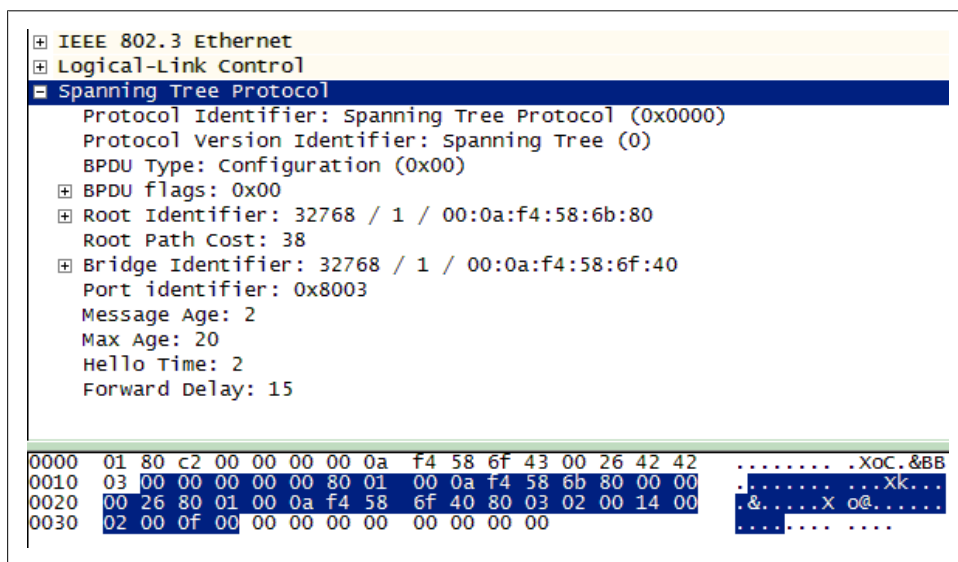 IEEE 802.3 Ethernet
Logical-Link Control
Spanning Tree Protocol
Protocol Identifier: Spanning Tree Protocol (0x0000)
Protocol Version Identifier: Spanning Tree (0)
BPDU Type: Configuration (0x00)
BPDU flags: 0x00
Root Identifier: 32768 / 1 / 00:0a:f4:58:6b:80
Root Path Cost: 38
Bridge Identifier: 32768 / 1 / 00:0a:f4:58:6f:40
Port identifier: 0x8003
Message Age: 2
Max Age: 20
Hello Time: 2
Forward Delay: 15
0000 01 80 c2 00 00 00 00 0a f4 58 6f 43 00 26 42 42 ........ .XoC.&BB
0010 03 00 00 00 00 00 80 01 00 0a f4 58 6b 80 00 00 ........ ...Xk...
0020 00 26 80 01 00 0a f4 58 6f 40 80 03 02 00 14 00 .&.....X o@......
0030 02 00 0f 00 00 00 00 00 00 00 00 00 ........ ....